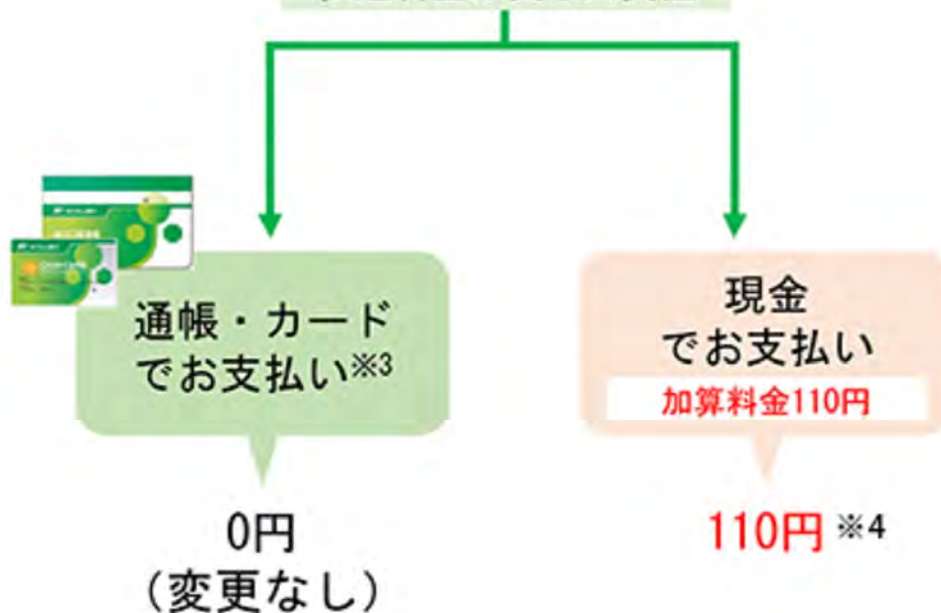 通帳・カード
でお支払い※3
現金
でお支払い
加算料金110円
0円
(変更なし)
110円 ※4